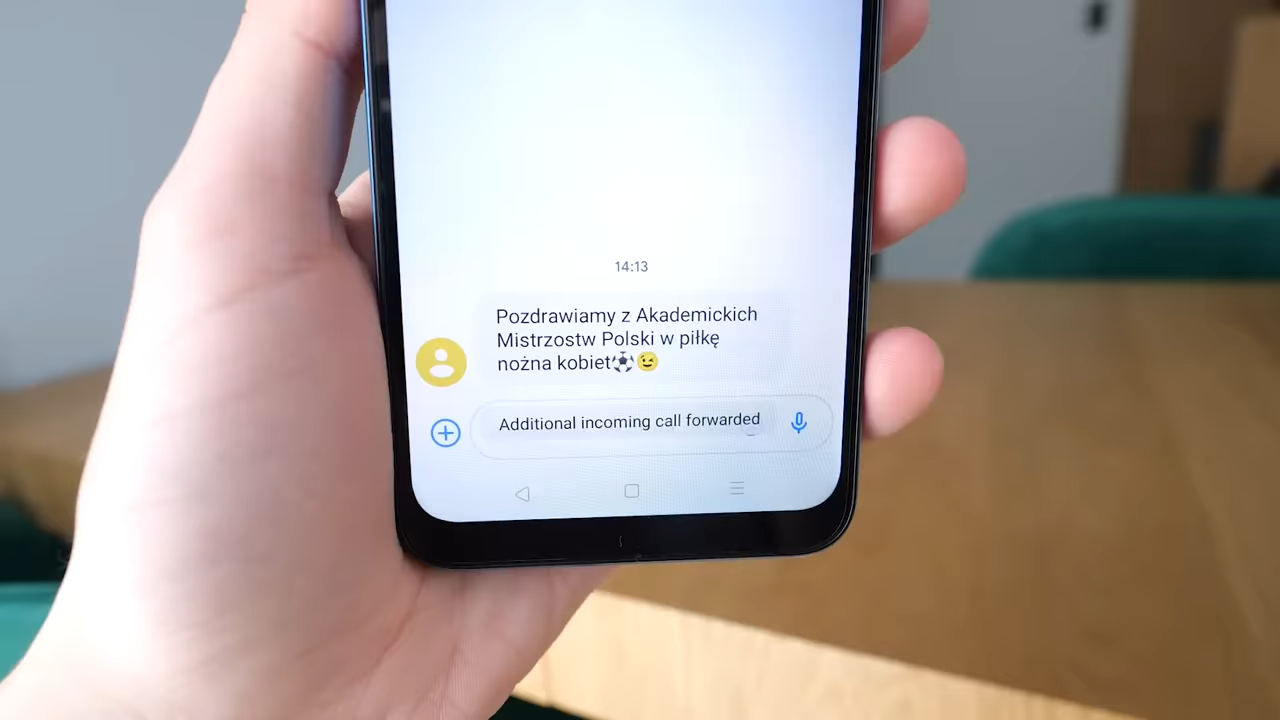 14:13
Pozdrawiamy z Akademickich
Mistrzostw Polski w piłkę
nożna kobiet⚽😉
Additional incoming call forwarded